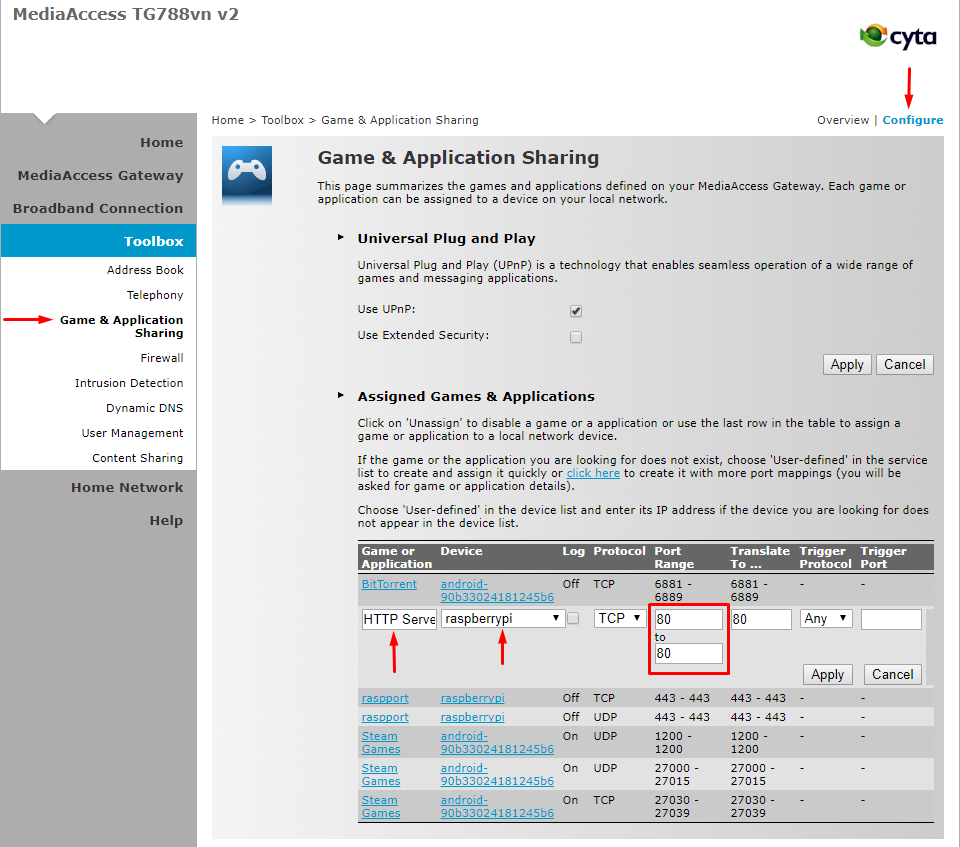 MediaAccess TG788vn v2
cyta
Home > Toolbox > Game & Application Sharing
Overview | Configure
Home
MediaAccess Gateway
Broadband Connection
Toolbox
Address Book
Telephony
Game & Application
Sharing
Firewall
Intrusion Detection
Dynamic DNS
User Management
Content Sharing
Home Network
Help
Game & Application Sharing
This page summarizes the games and applications defined on your MediaAccess Gateway. Each game or
application can be assigned to a device on your local network.
Universal Plug and Play
Universal Plug and Play (UPnP) is a technology that enables seamless operation of a wide range of
games and messaging applications.
Use UPnP:
Use Extended Security:
Apply Cancel
Assigned Games & Applications
Click on 'Unassign' to disable a game or a application or use the last row in the table to assign a
game or application to a local network device.
If the game or the application you are looking for does not exist, choose 'User-defined' in the service
list to create and assign it quickly or click here to create it with more port mappings (you will be
asked for game or application details).
Choose 'User-defined' in the device list and enter its IP address if the device you are looking for does
not appear in the device list.
Game or Device Log Protocol Port Translate Trigger Trigger
Application Range To ... Protocol Port
BitTorrent android- Off TCP 6881 - 6881 - - -
90b33024181245b6 6889 6889
HTTP Serve raspberrypi TCP 80 80 Any
to
80
Apply Cancel
raspport raspberrypi Off TCP 443 - 443 443 - 443 - -
raspport raspberrypi Off UDP 443 - 443 443 - 443 - -
Steam android- On UDP 1200 - 1200 - - -
Games 90b33024181245b6 1200 1200
Steam android- On UDP 27000 - 27000 - - -
Games 90b33024181245b6 27015 27015
Steam android- On TCP 27030 - 27030 - - -
Games 90b33024181245b6 27039 27039